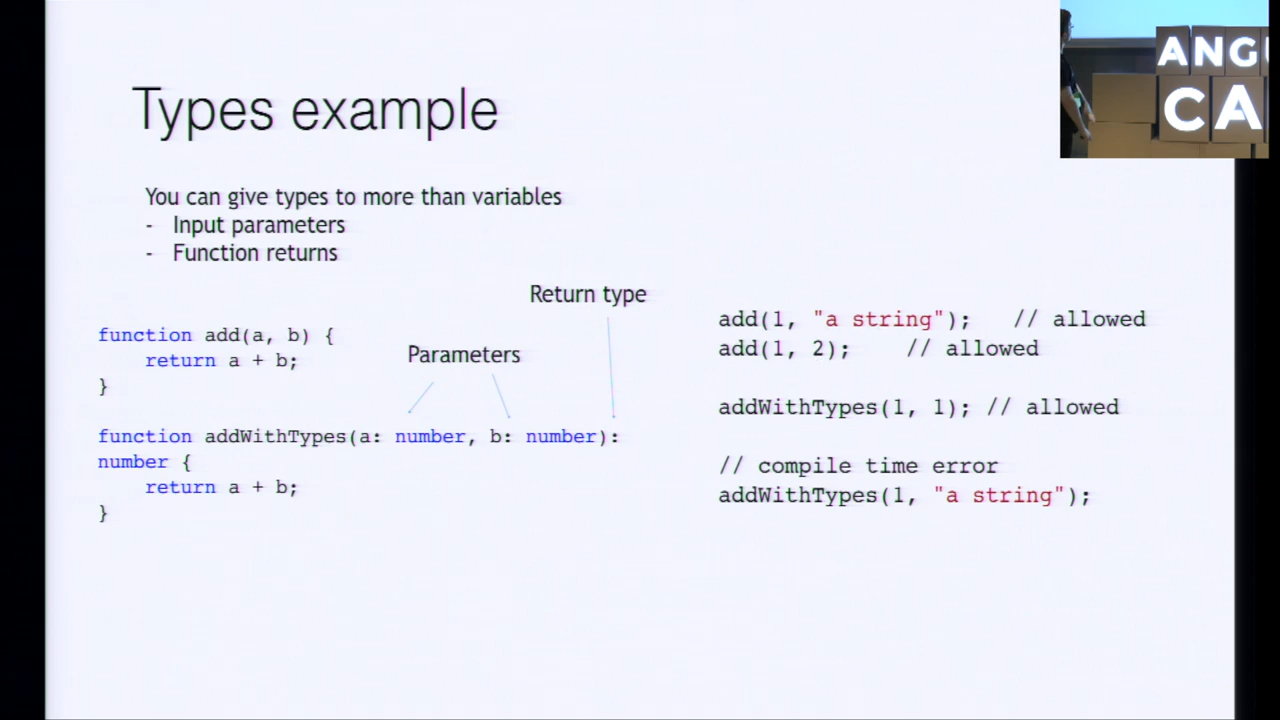 Types example
You can give types to more than variables
- Input parameters
- Function returns
Return type
Parameters
function add(a, b) {
    return a + b;
}
function addWithTypes(a: number, b: number):
number {
    return a + b;
}
add(1, "a string");   // allowed
add(1, 2);    // allowed
addWithTypes(1, 1); // allowed
// compile time error
addWithTypes(1, "a string");
ANGU
CA